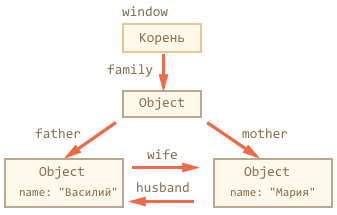 window
Корень
family
Object
father
mother
wife
Object
Object
name: "Василий"
husband
name: "Мария"